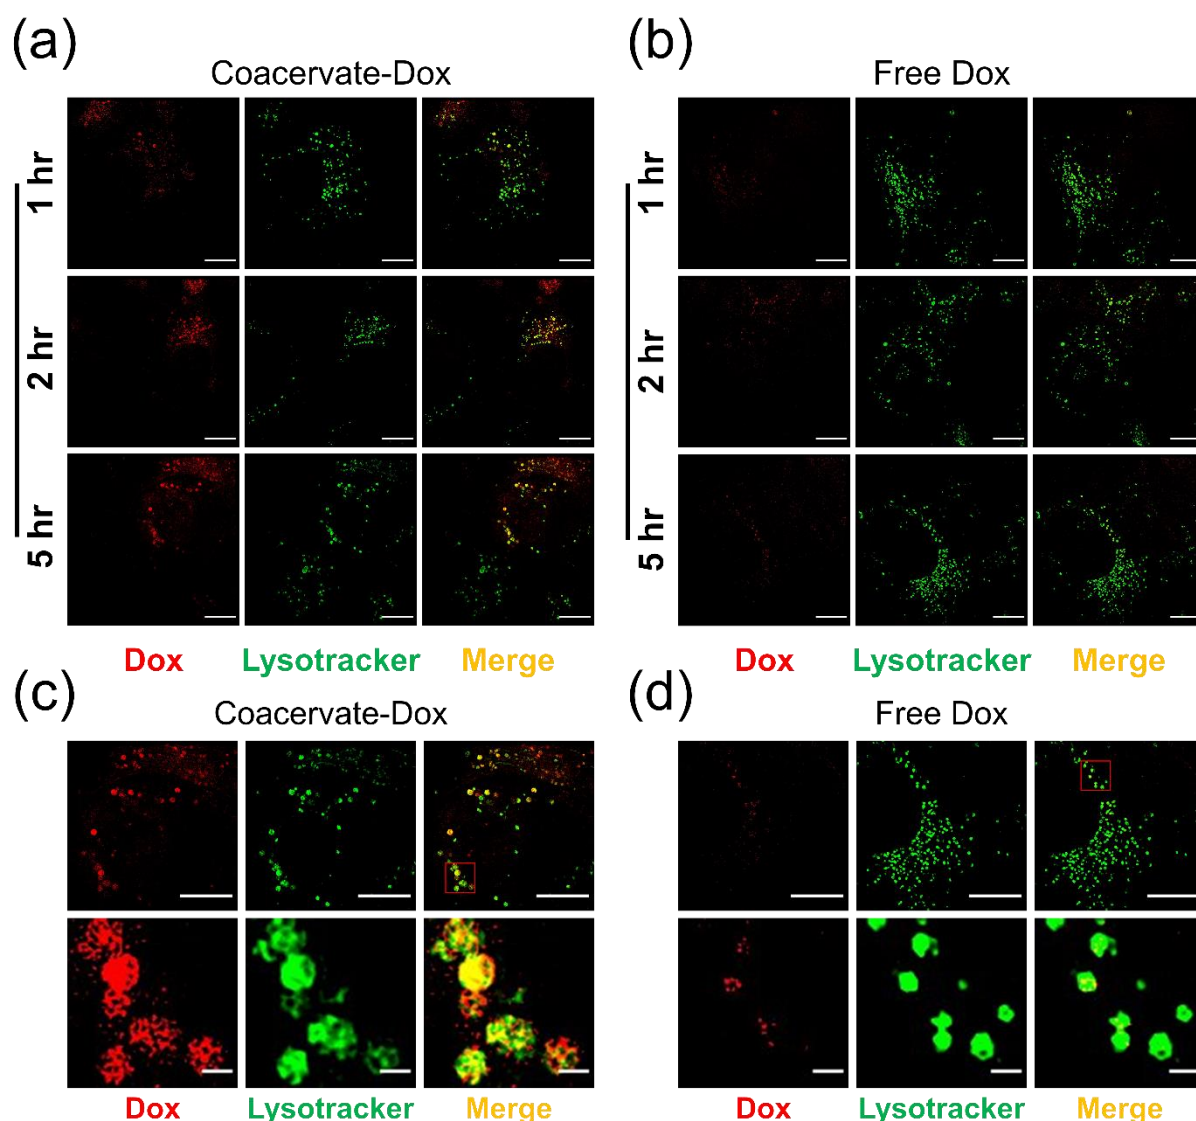 (a)
Coacervate-Dox
1 hr
2 hr
5 hr
Dox Lysotracker Merge
(b)
Free Dox
1 hr
2 hr
5 hr
Dox Lysotracker Merge
(c)
Coacervate-Dox
Dox Lysotracker Merge
(d)
Free Dox
Dox Lysotracker Merge